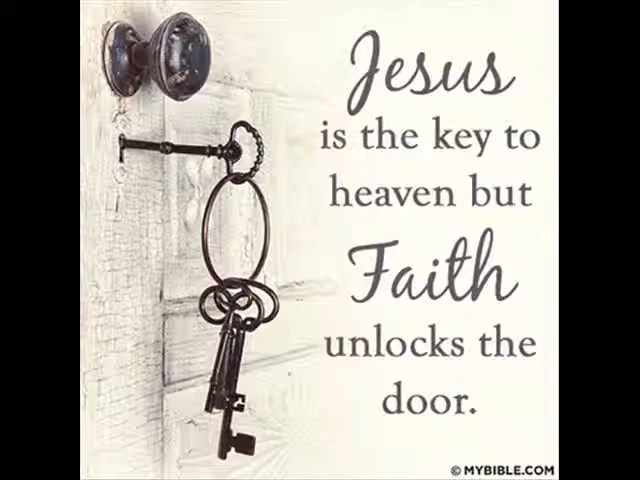 Jesus
is the key to
heaven but
Faith
unlocks the
door.
© MYBIBLE.COM